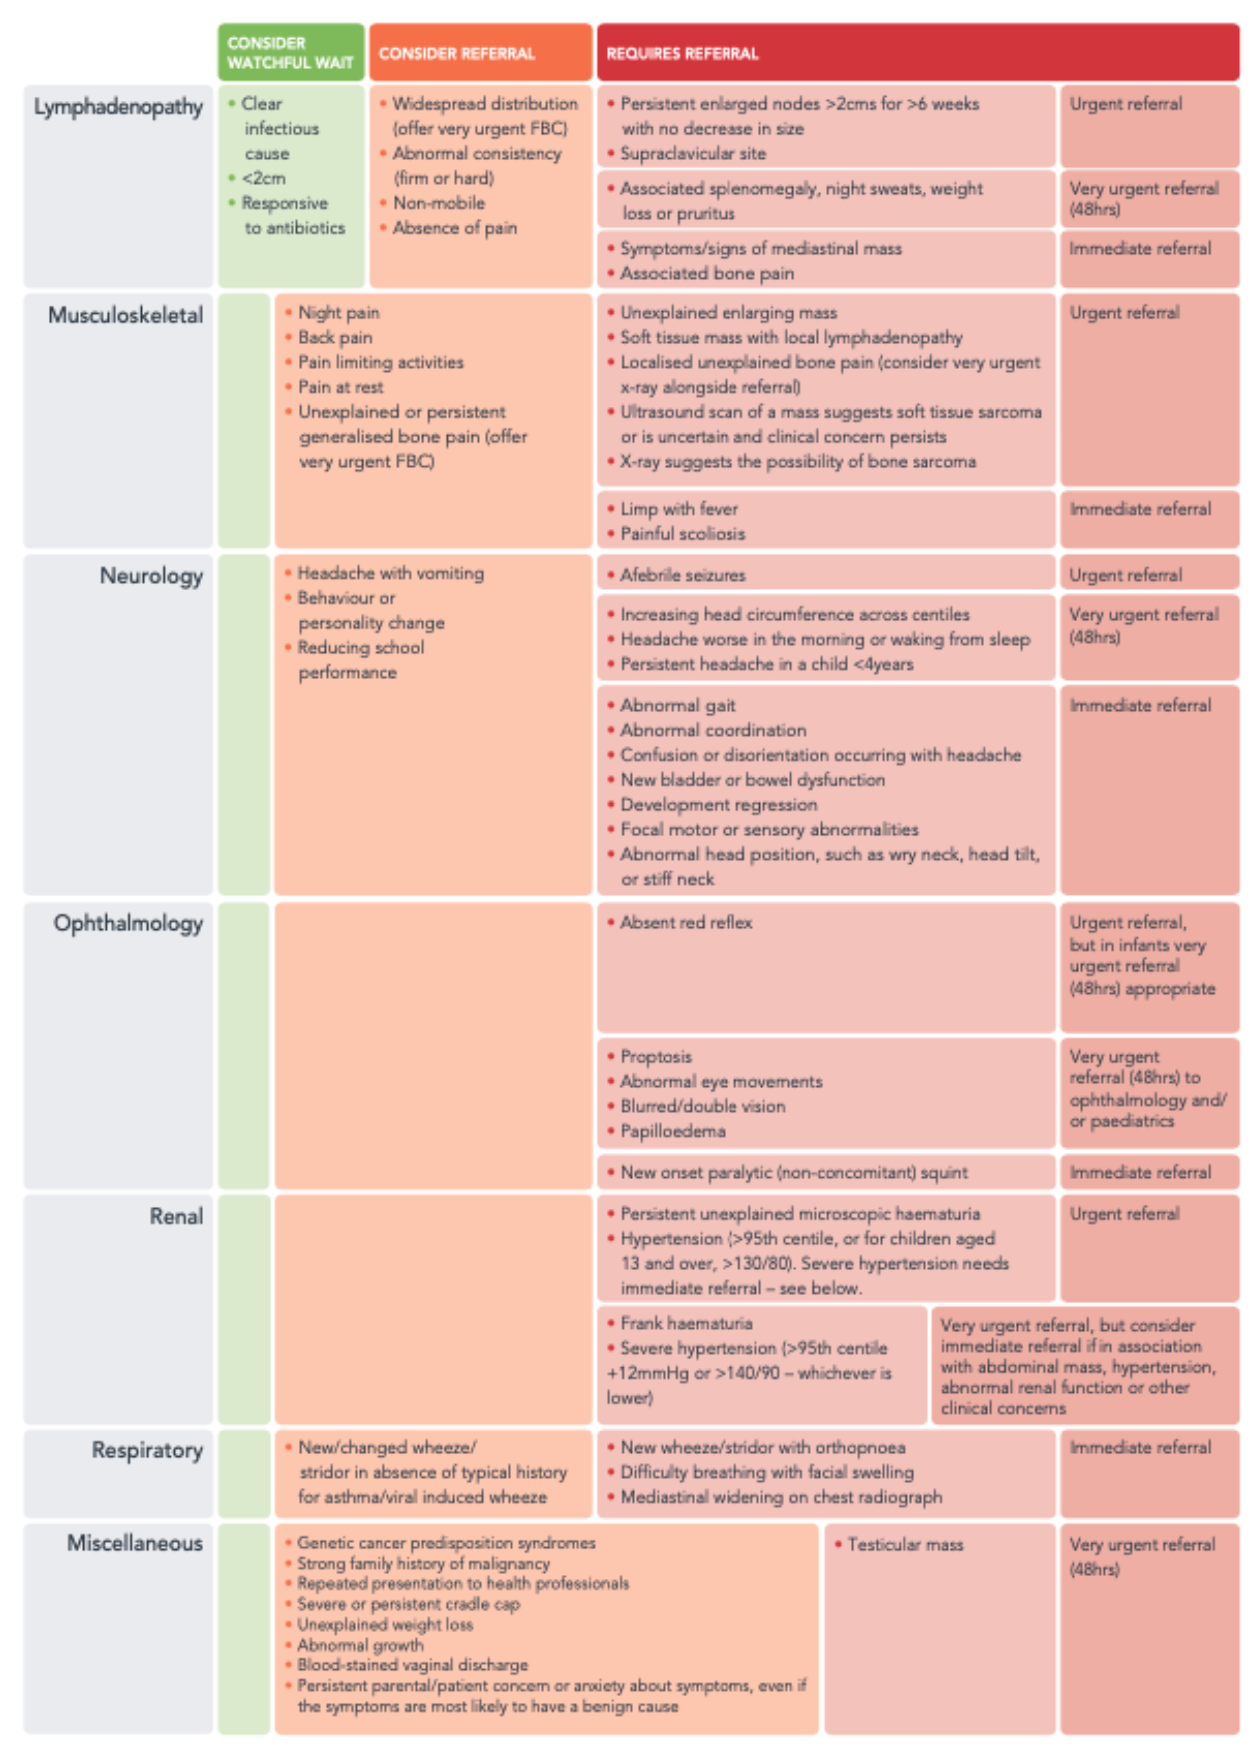 CONSIDER
WATCHFUL WAIT
CONSIDER REFERRAL
REQUIRES REFERRAL
Lymphadenopathy
• Clear
infectious
cause
• <2cm
• Responsive
to antibiotics
• Widespread distribution
(offer very urgent FBC)
• Abnormal consistency
(firm or hard)
• Non-mobile
• Absence of pain
• Persistent enlarged nodes >2cms for >6 weeks
with no decrease in size
• Supraclavicular site
Urgent referral
• Associated splenomegaly, night sweats, weight
loss or pruritus
Very urgent referral
(48hrs)
• Symptoms/signs of mediastinal mass
• Associated bone pain
Immediate referral
Musculoskeletal
• Night pain
• Back pain
• Pain limiting activities
• Pain at rest
• Unexplained or persistent
generalised bone pain (offer
very urgent FBC)
• Unexplained enlarging mass
• Soft tissue mass with local lymphadenopathy
• Localised unexplained bone pain (consider very urgent
x-ray alongside referral)
• Ultrasound scan of a mass suggests soft tissue sarcoma
or is uncertain and clinical concern persists
• X-ray suggests the possibility of bone sarcoma
Urgent referral
• Limp with fever
• Painful scoliosis
Immediate referral
Neurology
• Headache with vomiting
• Behaviour or
personality change
• Reducing school
performance
• Afebrile seizures
Urgent referral
• Increasing head circumference across centiles
• Headache worse in the morning or waking from sleep
• Persistent headache in a child <4years
Very urgent referral
(48hrs)
• Abnormal gait
• Abnormal coordination
• Confusion or disorientation occurring with headache
• New bladder or bowel dysfunction
• Development regression
• Focal motor or sensory abnormalities
• Abnormal head position, such as wry neck, head tilt,
or stiff neck
Immediate referral
Ophthalmology
• Absent red reflex
Urgent referral,
but in infants very
urgent referral
(48hrs) appropriate
• Proptosis
• Abnormal eye movements
• Blurred/double vision
• Papilloedema
Very urgent
referral (48hrs) to
ophthalmology and/
or paediatrics
• New onset paralytic (non-concomitant) squint
Immediate referral
Renal
• Persistent unexplained microscopic haematuria
• Hypertension (>95th centile, or for children aged
13 and over, >130/80). Severe hypertension needs
immediate referral – see below.
Urgent referral
• Frank haematuria
• Severe hypertension (>95th centile
+12mmHg or >140/90 – whichever is
lower)
Very urgent referral, but consider
immediate referral if in association
with abdominal mass, hypertension,
abnormal renal function or other
clinical concerns
Respiratory
• New/changed wheeze/
stridor in absence of typical history
for asthma/viral induced wheeze
• New wheeze/stridor with orthopnoea
• Difficulty breathing with facial swelling
• Mediastinal widening on chest radiograph
Immediate referral
Miscellaneous
• Genetic cancer predisposition syndromes
• Strong family history of malignancy
• Repeated presentation to health professionals
• Severe or persistent cradle cap
• Unexplained weight loss
• Abnormal growth
• Blood-stained vaginal discharge
• Persistent parental/patient concern or anxiety about symptoms, even if
the symptoms are most likely to have a benign cause
• Testicular mass
Very urgent referral
(48hrs)